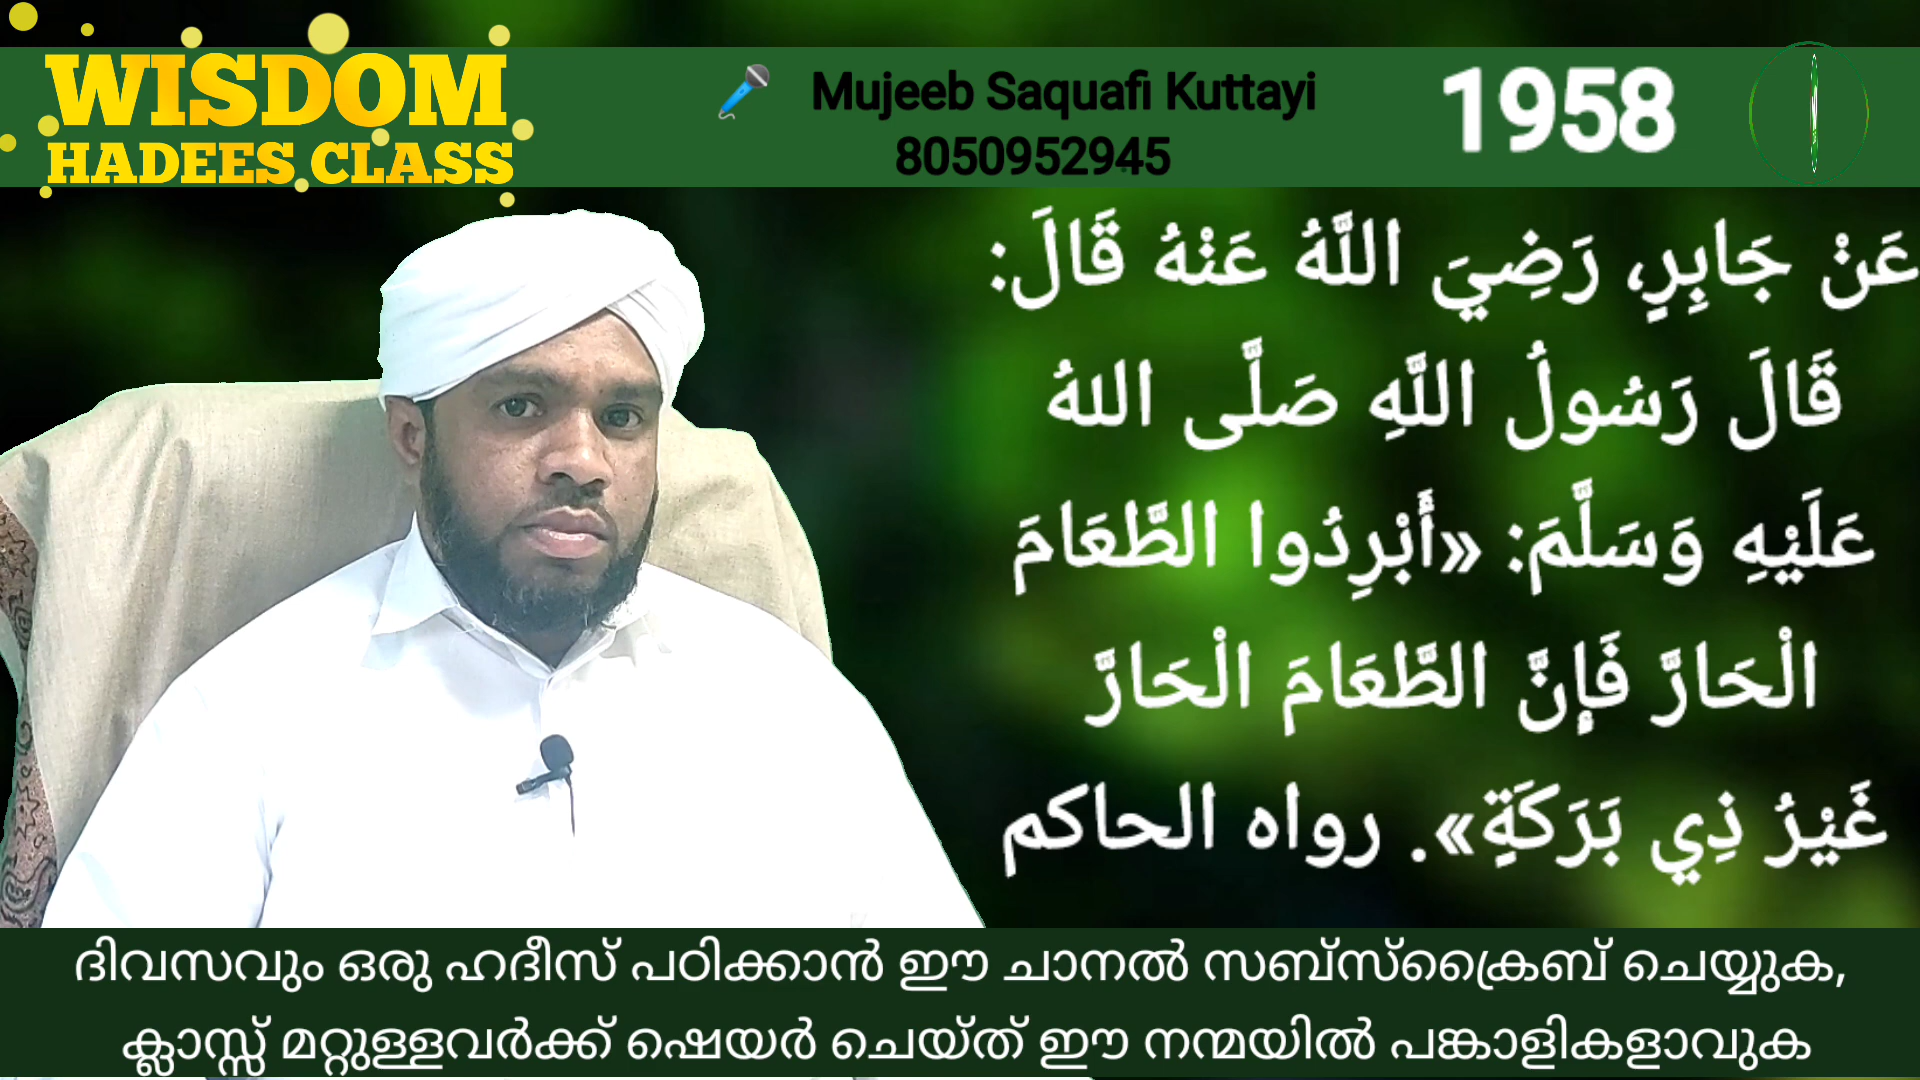 WISDOM
HADEES CLASS
🎤 Mujeeb Saquafi Kuttayi
8050952945
1958
عَنْ جَابِرٍ، رَضِيَ اللَّهُ عَنْهُ قَالَ:
قَالَ رَسُولُ اللَّهِ صَلَّى اللهُ
عَلَيْهِ وَسَلَّمَ: «أَبْرِدُوا الطَّعَامَ
الْحَارَّ فَإِنَّ الطَّعَامَ الْحَارَّ
غَيْرُ ذِي بَرَكَةٍ». رواه الحاكم
ദിവസവും ഒരു ഹദീസ് പഠിക്കാൻ ഈ ചാനൽ സബ്സ്ക്രൈബ് ചെയ്യുക,
ക്ലാസ്സ് മറ്റുള്ളവർക്ക് ഷെയർ ചെയ്ത് ഈ നന്മയിൽ പങ്കാളികളാവുക